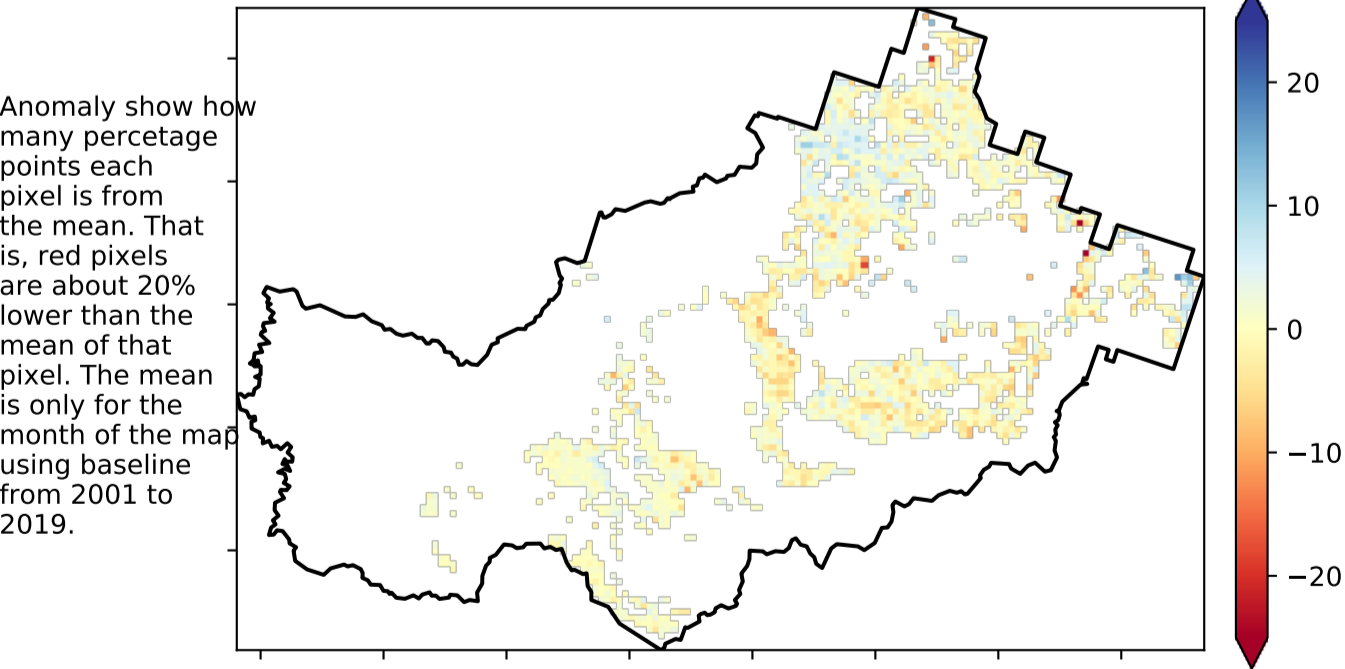 Anomaly show how
many percetage
points each
pixel is from
the mean. That
is, red pixels
are about 20%
lower than the
mean of that
pixel. The mean
is only for the
month of the map
using baseline
from 2001 to
2019.
20
10
0
−10
−20